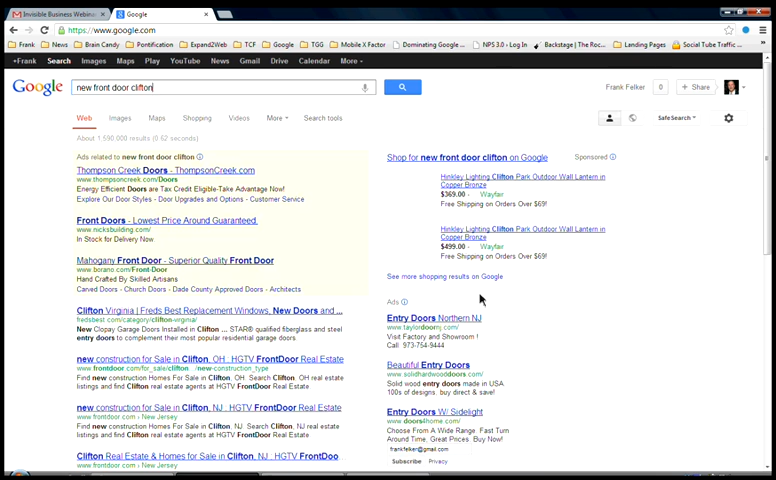 Invisible Business Webina
Google
https://www.google.com
Frank News Brain Candy Pontification Expand2Web TCF Google TGG Mobile X Factor Dominating Google ... NPS 3.0 › Log In Backstage | The Roc... Landing Pages Social Tube Traffic ...
+Frank Search Images Maps Play YouTube News Gmail Drive Calendar More
Google new front door clifton Frank Felker 0 + Share
Web Images Maps Shopping Videos More Search tools SafeSearch
About 1,590,000 results (0.62 seconds)
Ads related to new front door clifton
Thompson Creek Doors - ThompsonCreek.com
www.thompsoncreek.com/Doors
Energy Efficient Doors are Tax Credit Eligible-Take Advantage Now!
Explore Our Door Styles - Door Upgrades and Options - Customer Service
Front Doors - Lowest Price Around Guaranteed.
www.nicksbuilding.com/
In Stock for Delivery Now
Mahogany Front Door - Superior Quality Front Door
www.borano.com/Front-Door
Hand Crafted By Skilled Artisans
Carved Doors - Church Doors - Dade County Approved Doors - Architects
Clifton Virginia | Freds Best Replacement Windows, New Doors and ...
fredsbest.com/category/clifton-virginia/
New Clopay Garage Doors Installed in Clifton ... STAR® qualified fiberglass and steel
entry doors to complement their most popular residential garage doors
new construction for Sale in Clifton, OH : HGTV FrontDoor Real Estate
www.frontdoor.com/for_sale/clifton.../new-construction_type
Find new construction Homes For Sale in Clifton, OH. Search Clifton, OH real estate
listings and find Clifton real estate agents at HGTV FrontDoor Real Estate
new construction for Sale in Clifton, NJ : HGTV FrontDoor Real Estate
www.frontdoor.com › New Jersey
Find new construction Homes For Sale in Clifton, NJ. Search Clifton, NJ real estate
listings and find Clifton real estate agents at HGTV FrontDoor Real Estate
Clifton Real Estate & Homes for Sale in Clifton, NJ : HGTV FrontDoo...
www.frontdoor.com › New Jersey
Shop for new front door clifton on Google Sponsored
Hinkley Lighting Clifton Park Outdoor Wall Lantern in
Copper Bronze
$369.00 - Wayfair
Free Shipping on Orders Over $69!
Hinkley Lighting Clifton Park Outdoor Wall Lantern in
Copper Bronze
$499.00 - Wayfair
Free Shipping on Orders Over $69!
See more shopping results on Google
Ads
Entry Doors Northern NJ
www.taylordoornj.com/
Visit Factory and Showroom !
Call. 973-754-9444
Beautiful Entry Doors
www.solidhardwooddoors.com/
Solid wood entry doors made in USA
100's of designs. buy direct & save!
Entry Doors W/ Sidelight
www.doors4home.com/
Choose From A Wide Range. Fast Turn
Around Time, Great Prices. Buy Now!
frankfelker@gmail.com
Subscribe Privacy